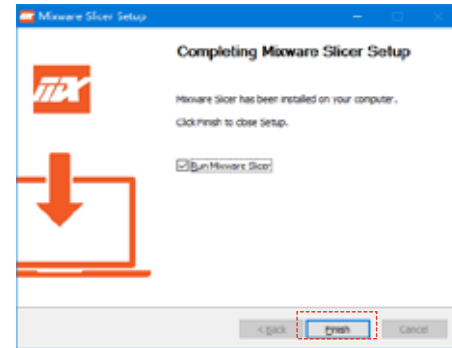 Mixware Slicer Setup
Completing Mixware Slicer Setup
Mixware Slicer has been installed on your computer.
Click Finish to close Setup.
Run Mixware Slicer
< Back
Finish
Cancel